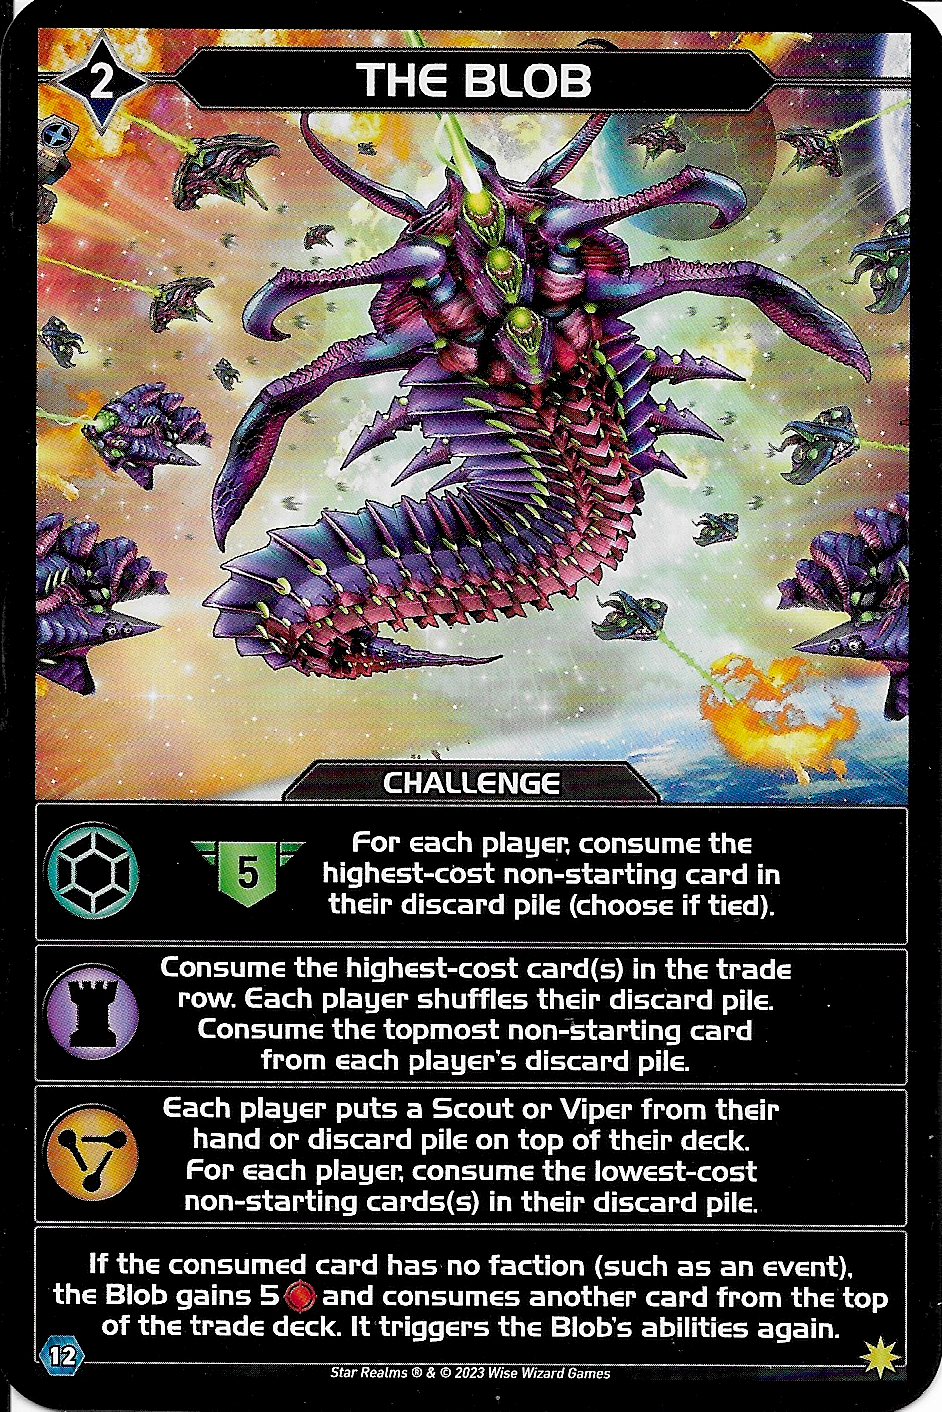 2
THE BLOB
CHALLENGE
5
For each player, consume the
highest-cost non-starting card in
their discard pile (choose if tied).
Consume the highest-cost card(s) in the trade
row. Each player shuffles their discard pile.
Consume the topmost non-starting card
from each player's discard pile.
Each player puts a Scout or Viper from their
hand or discard pile on top of their deck.
For each player, consume the lowest-cost
non-starting cards(s) in their discard pile.
If the consumed card has no faction (such as an event),
the Blob gains 5 and consumes another card from the top
of the trade deck. It triggers the Blob's abilities again.
12
Star Realms ® & © 2023 Wise Wizard Games